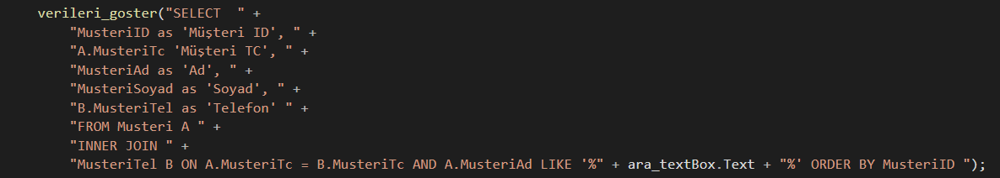 verileri_goster("SELECT  " +
"MusteriID as 'Müşteri ID', " +
"A.MusteriTc 'Müşteri TC', " +
"MusteriAd as 'Ad', " +
"MusteriSoyad as 'Soyad', " +
"B.MusteriTel as 'Telefon' " +
"FROM Musteri A " +
"INNER JOIN " +
"MusteriTel B ON A.MusteriTc = B.MusteriTc AND A.MusteriAd LIKE '%" + ara_textBox.Text + "%' ORDER BY MusteriID ");